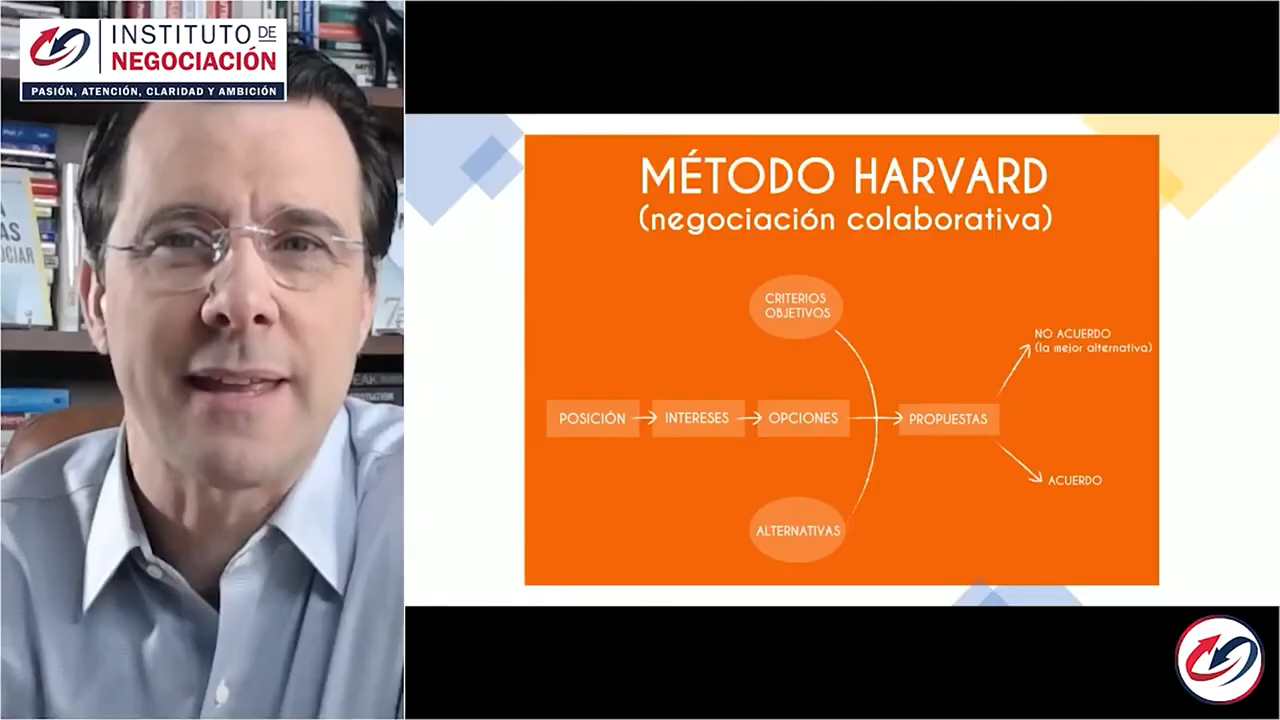 INSTITUTO DE
NEGOCIACIÓN
PASIÓN, ATENCIÓN, CLARIDAD Y AMBICIÓN
MÉTODO HARVARD
(negociación colaborativa)
CRITERIOS
OBJETIVOS
NO ACUERDO
(la mejor alternativa)
POSICIÓN
INTERESES
OPCIONES
PROPUESTAS
ACUERDO
ALTERNATIVAS